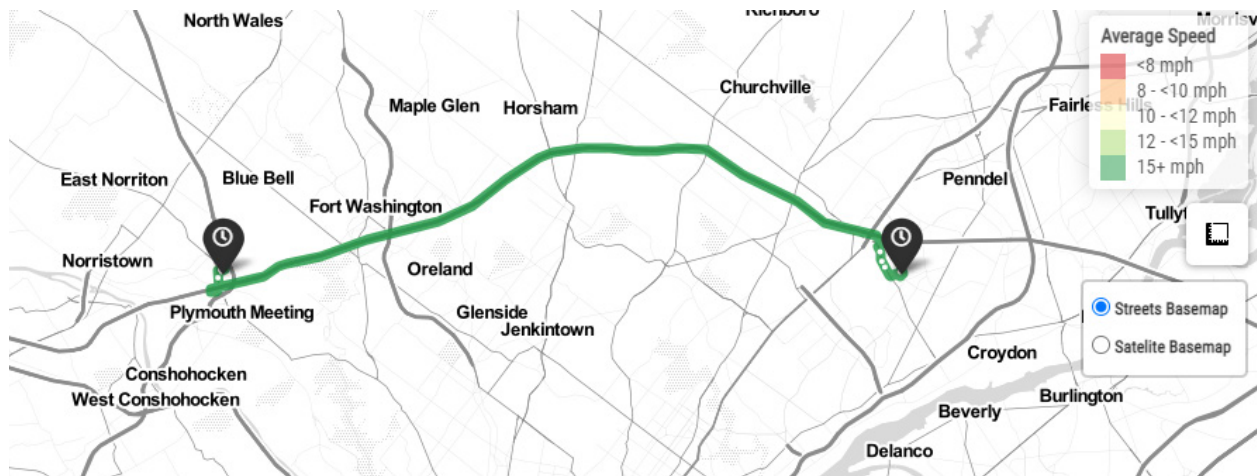 North Wales
Richboro
Average Speed
<8 mph
8 - <10 mph
10 - <12 mph
12 - <15 mph
15+ mph
Churchville
Maple Glen
Horsham
Fairless Hills
East Norriton
Blue Bell
Penndel
Fort Washington
Norristown
Oreland
Plymouth Meeting
Glenside
Jenkintown
Streets Basemap
Satelite Basemap
Croydon
Conshohocken
West Conshohocken
Burlington
Beverly
Delanco